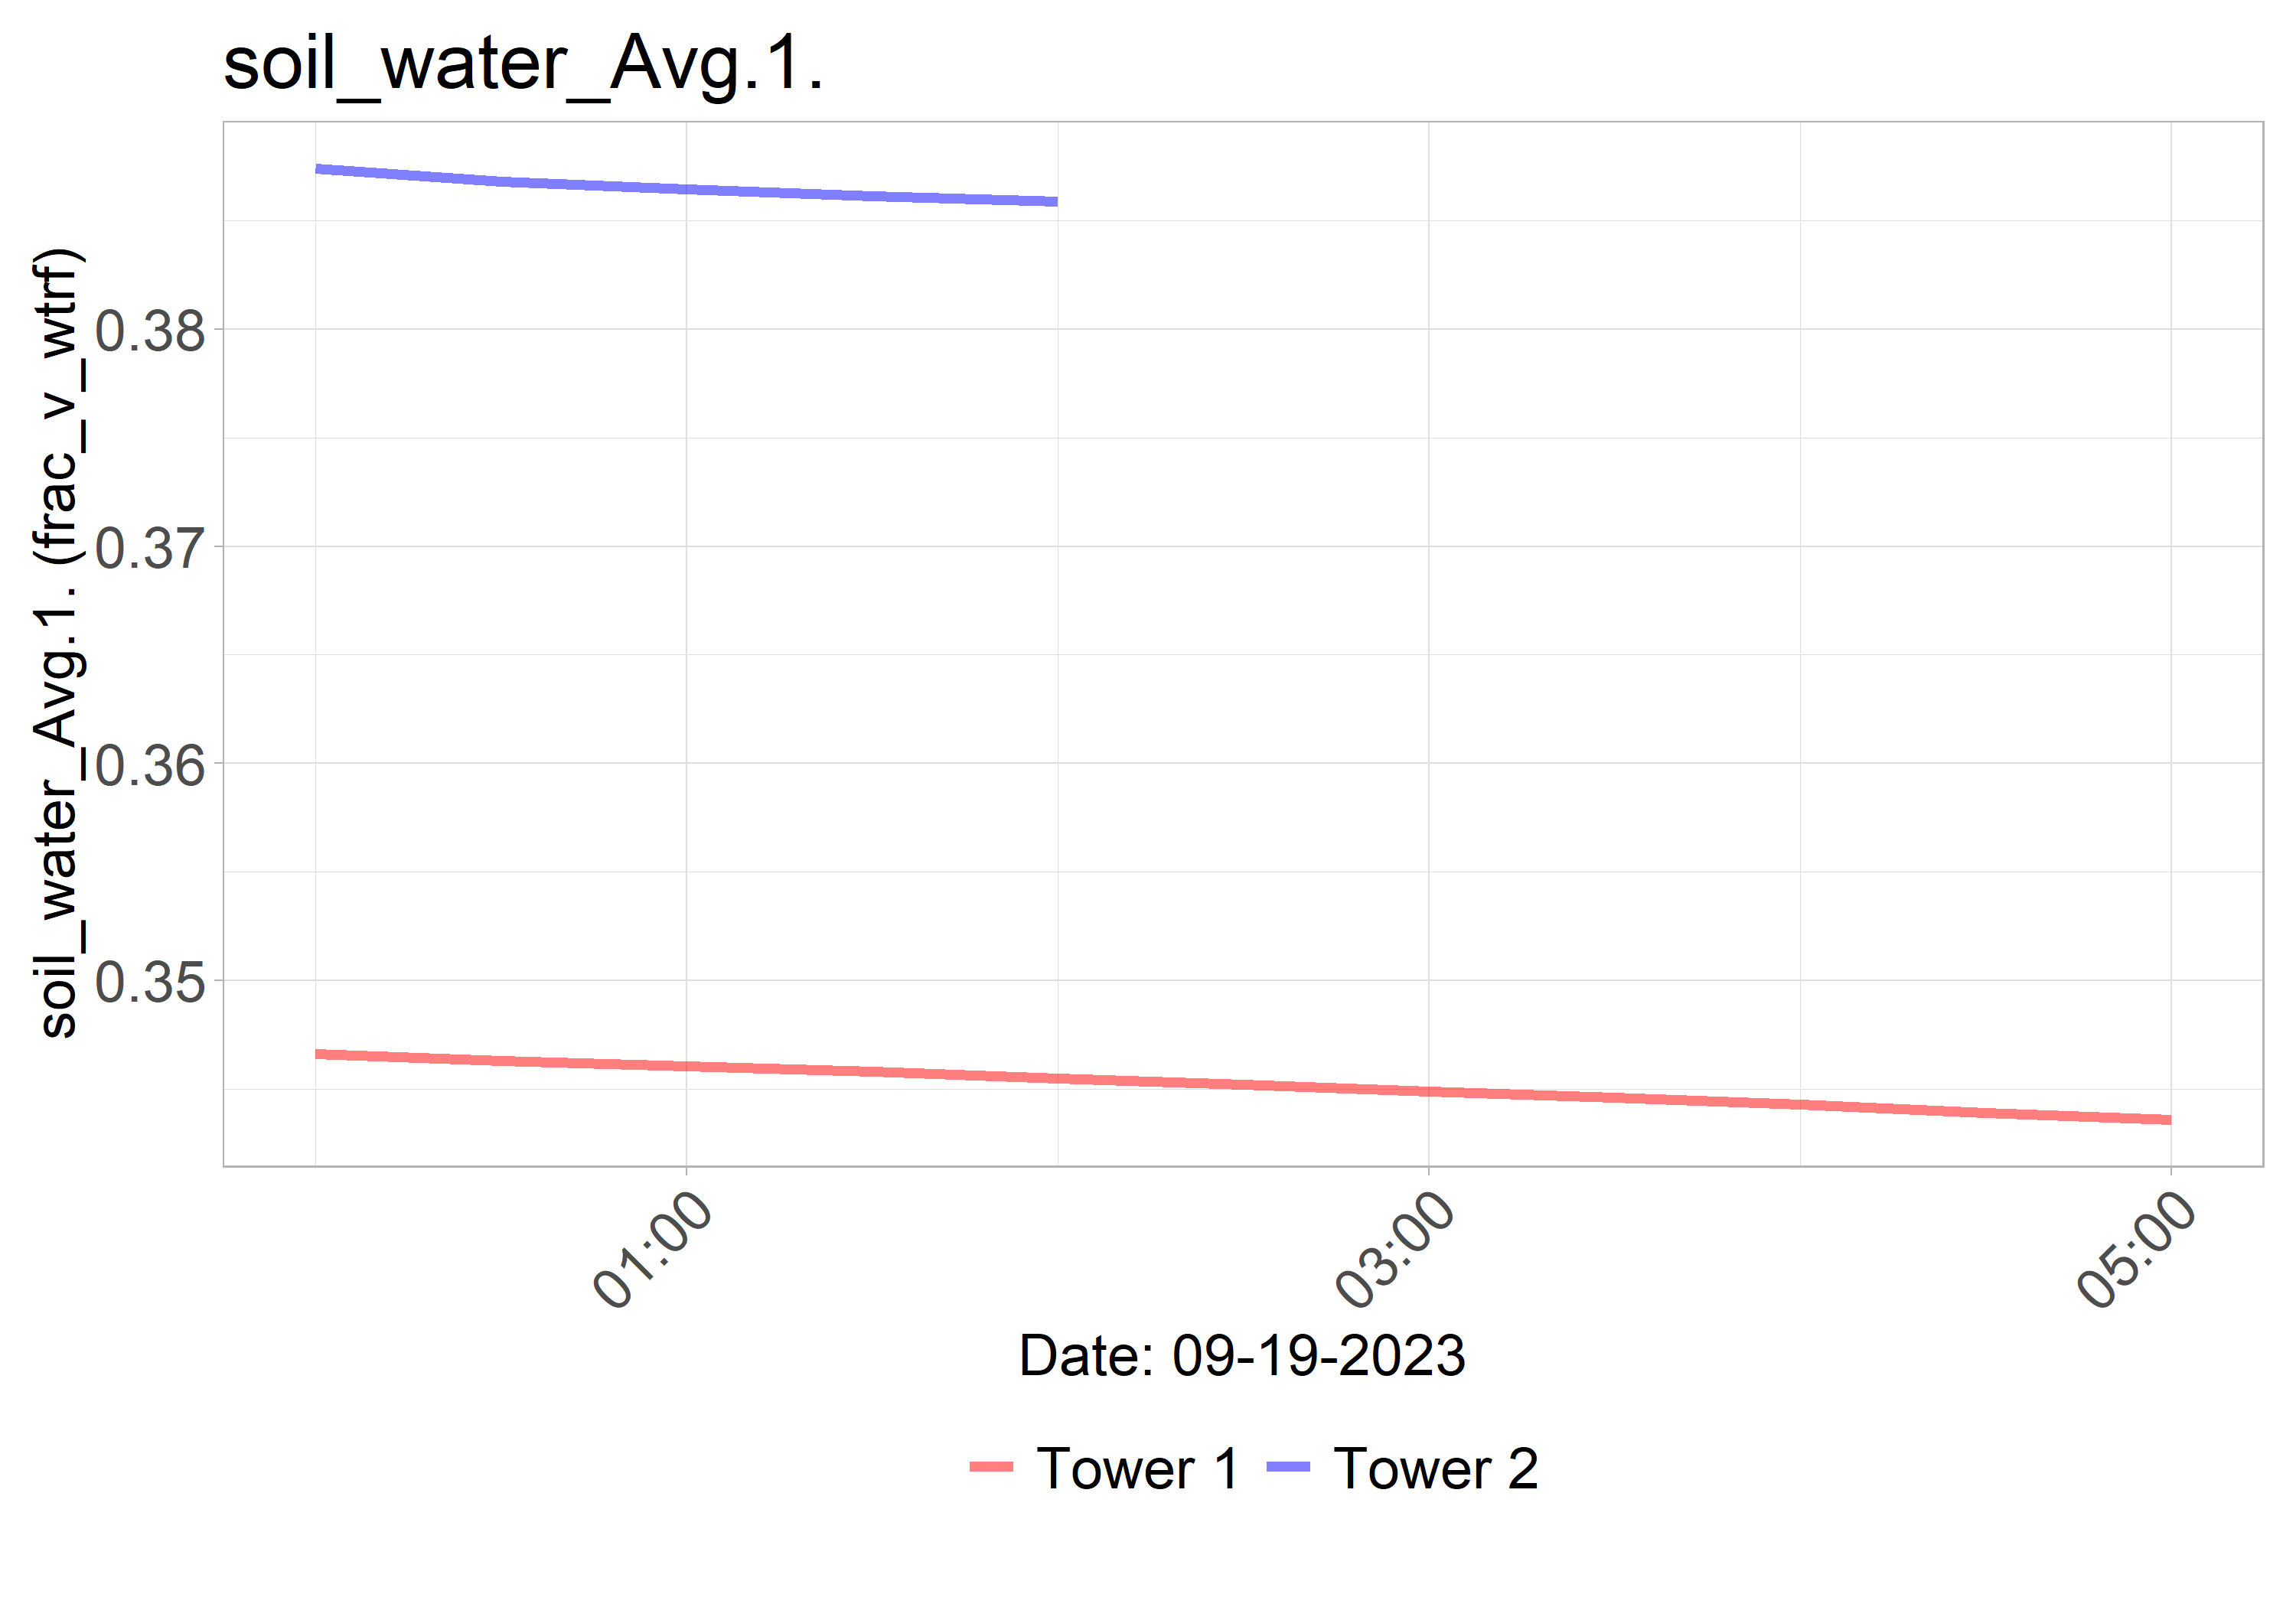 soil_water_Avg.1.
soil_water_Avg.1. (frac_v_wtrf)
0.38
0.37
0.36
0.35
01:00
03:00
05:00
Date: 09-19-2023
Tower 1
Tower 2